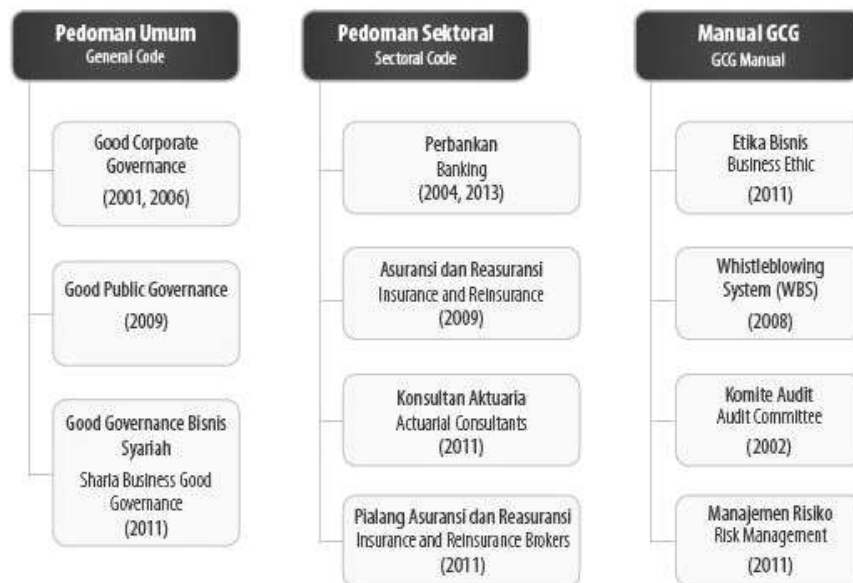 Pedoman Umum
General Code
Good Corporate
Governance
(2001, 2006)
Good Public Governance
(2009)
Good Governance Bisnis
Syariah
Sharia Business Good
Governance
(2011)
Pedoman Sektoral
Sectoral Code
Perbankan
Banking
(2004, 2013)
Asuransi dan Reasuransi
Insurance and Reinsurance
(2009)
Konsultan Aktuaria
Actuarial Consultants
(2011)
Pialang Asuransi dan Reasuransi
Insurance and Reinsurance Brokers
(2011)
Manual GCG
GCG Manual
Etika Bisnis
Business Ethic
(2011)
Whistleblowing
System (WBS)
(2008)
Komite Audit
Audit Committee
(2002)
Manajemen Risiko
Risk Management
(2011)